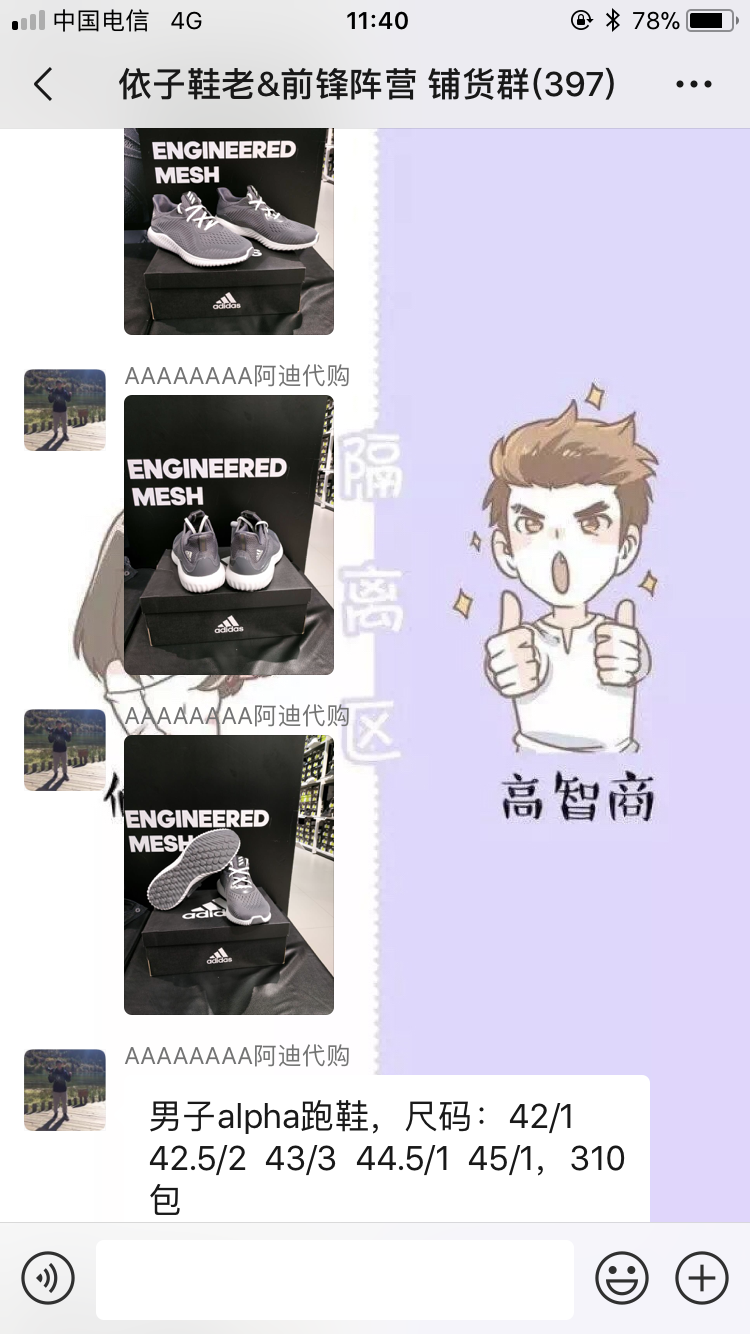 中国电信 4G 11:40 78%
依子鞋老&前锋阵营 铺货群(397)
ENGINEERED
MESH
adidas
AAAAAAAA阿迪代购
ENGINEERED
MESH
adidas
隔
离
区
AAAAAAAA阿迪代购
高智商
ENGINEERED
MESH
adidas
AAAAAAAA阿迪代购
男子alpha跑鞋，尺码：42/1
42.5/2 43/3 44.5/1 45/1，310
包